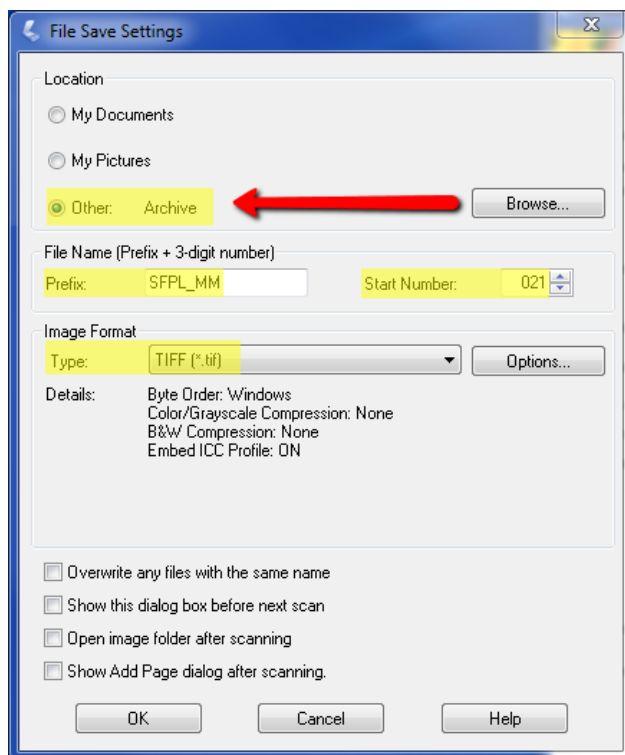 File Save Settings
Location
My Documents
My Pictures
Other: Archive Browse...
File Name (Prefix + 3-digit number)
Prefix: SFPL_MM Start Number: 021
Image Format
Type: TIFF (*.tif) Options...
Details: Byte Order: Windows
Color/Grayscale Compression: None
B&W Compression: None
Embed ICC Profile: ON
Overwrite any files with the same name
Show this dialog box before next scan
Open image folder after scanning
Show Add Page dialog after scanning.
OK Cancel Help